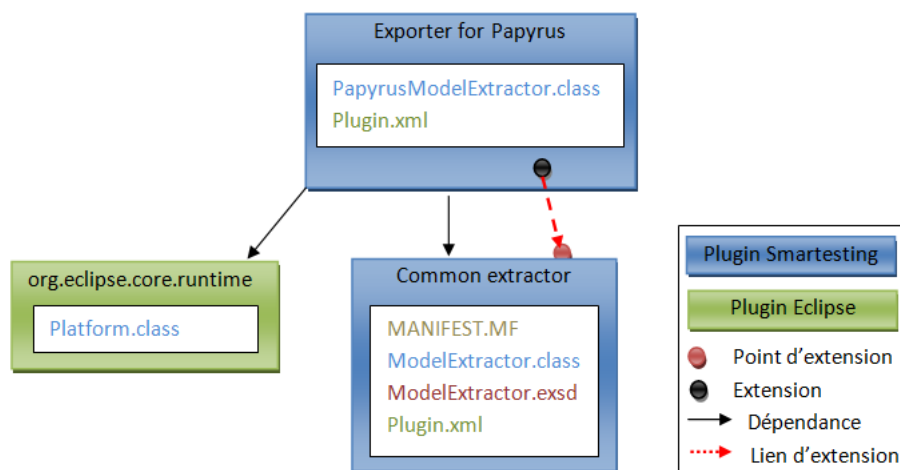 Exporter for Papyrus
PapyrusModelExtractor.class
Plugin.xml
org.eclipse.core.runtime
Platform.class
Common extractor
MANIFEST.MF
ModelExtractor.class
ModelExtractor.exsd
Plugin.xml
Plugin Smartesting
Plugin Eclipse
Point d'extension
Extension
Dépendance
Lien d'extension